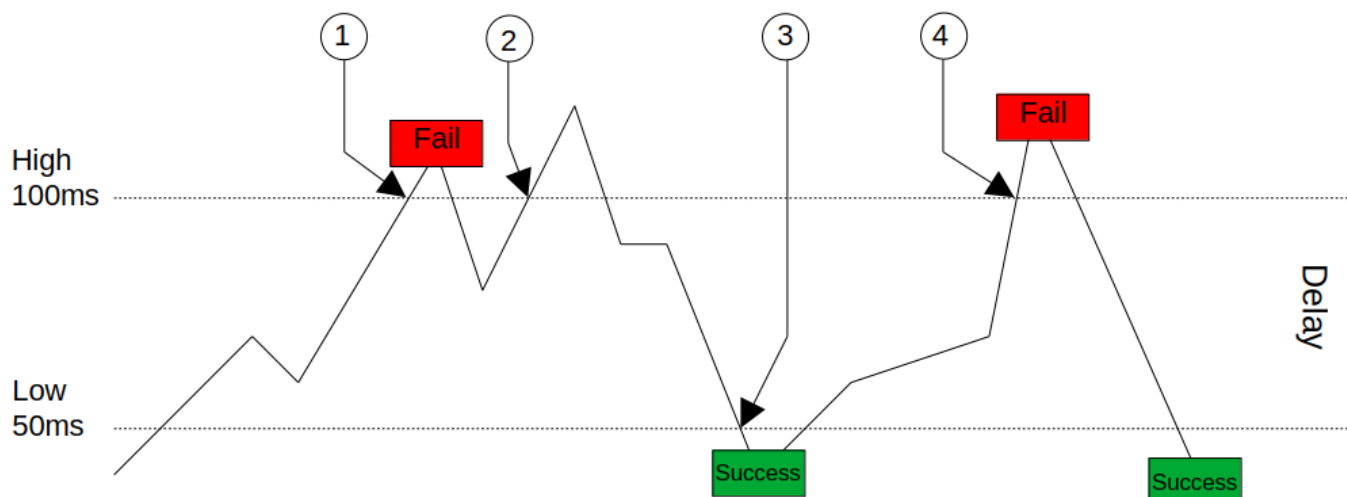 1
2
3
4
Fail
Fail
High
100ms
Delay
Low
50ms
Success
Success